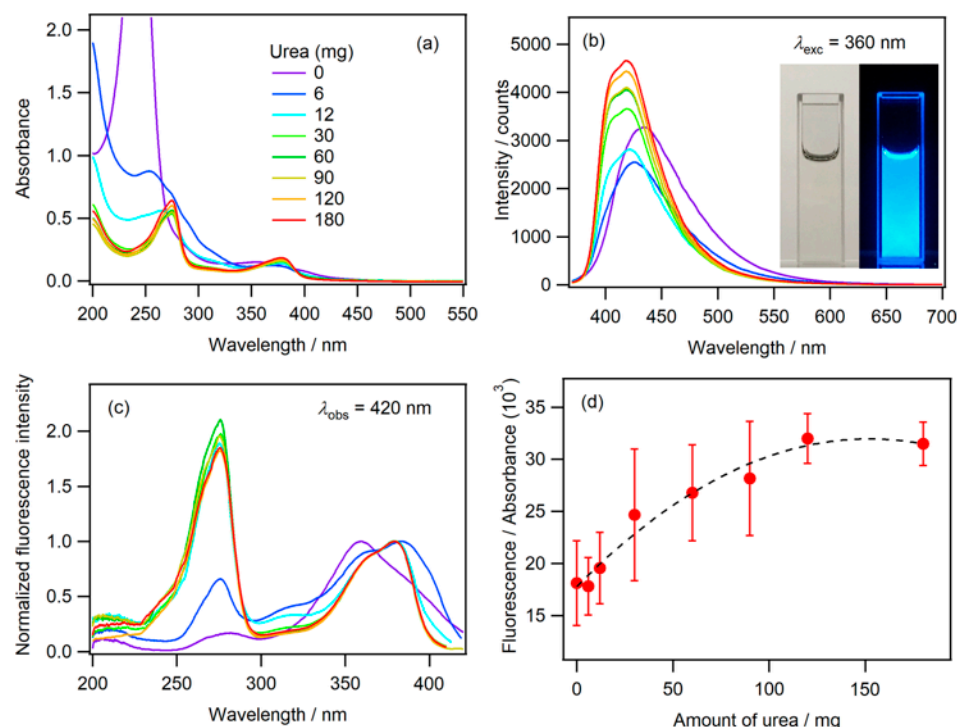 (a)
Urea (mg)
0
6
12
30
60
90
120
180
2.0
1.5
1.0
0.5
0.0
Absorbance
200 250 300 350 400 450 500 550
Wavelength / nm
(b)
λexc = 360 nm
5000
4000
3000
2000
1000
0
Intensity / counts
400 450 500 550 600 650 700
Wavelength / nm
(c)
λobs = 420 nm
2.0
1.5
1.0
0.5
0.0
Normalized fluorescence intensity
200 250 300 350 400
Wavelength / nm
(d)
35
30
25
20
15
Fluorescence / Absorbance (10³)
0 50 100 150
Amount of urea / mg